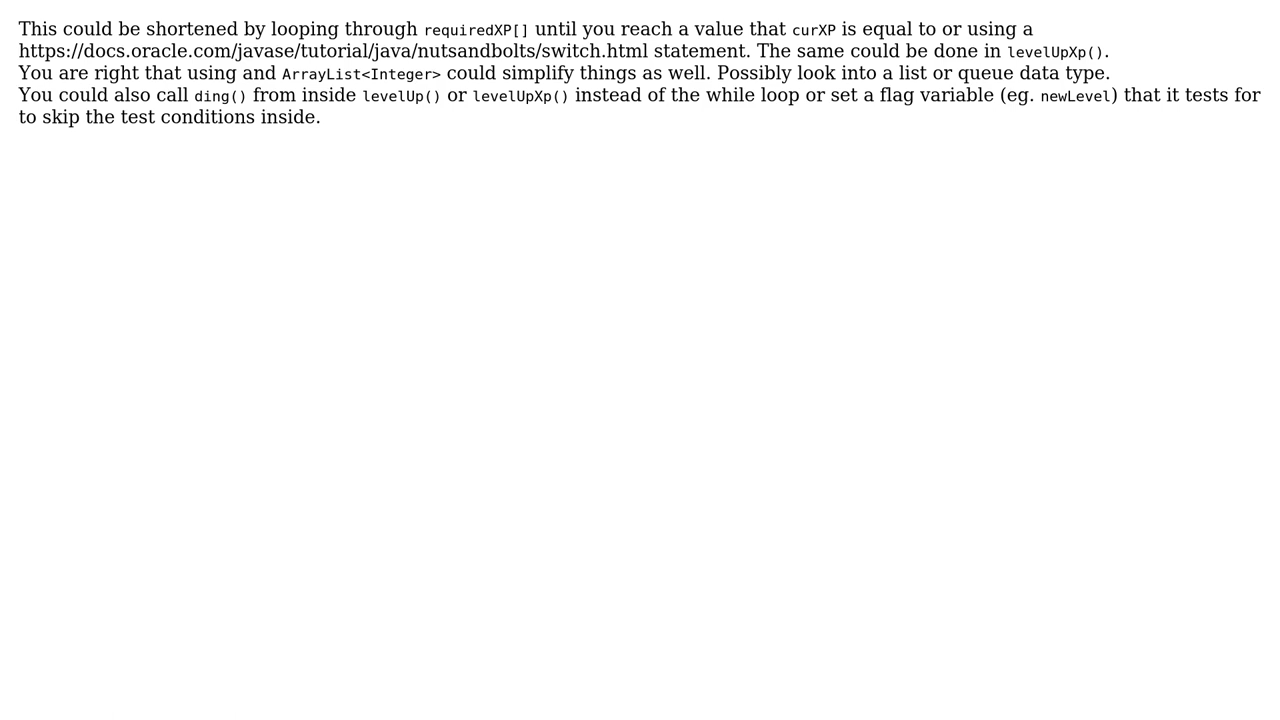 This could be shortened by looping through requiredXP[] until you reach a value that curXP is equal to or using a
https://docs.oracle.com/javase/tutorial/java/nutsandbolts/switch.html statement. The same could be done in levelUpXp().
You are right that using and ArrayList<Integer> could simplify things as well. Possibly look into a list or queue data type.
You could also call ding() from inside levelUp() or levelUpXp() instead of the while loop or set a flag variable (eg. newLevel) that it tests for
to skip the test conditions inside.